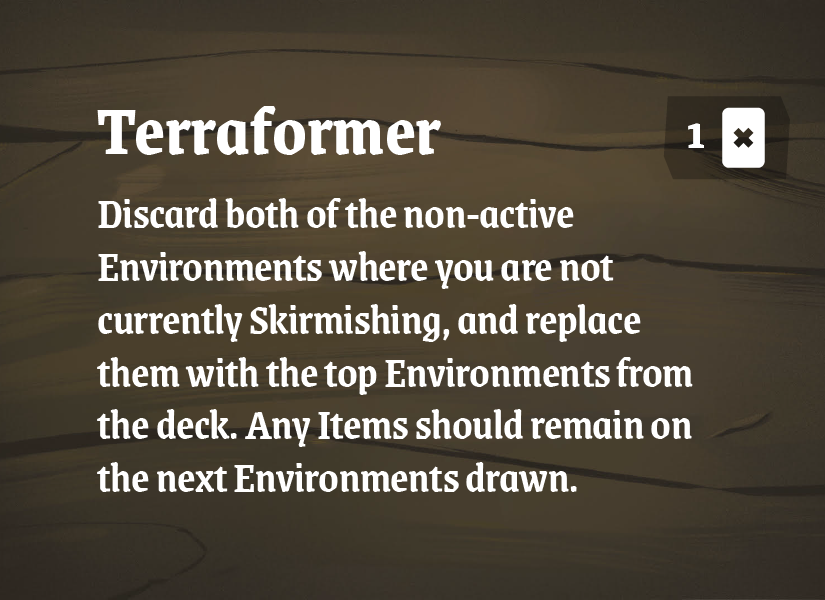 Terraformer
1 ✖
Discard both of the non-active
Environments where you are not
currently Skirmishing, and replace
them with the top Environments from
the deck. Any Items should remain on
the next Environments drawn.